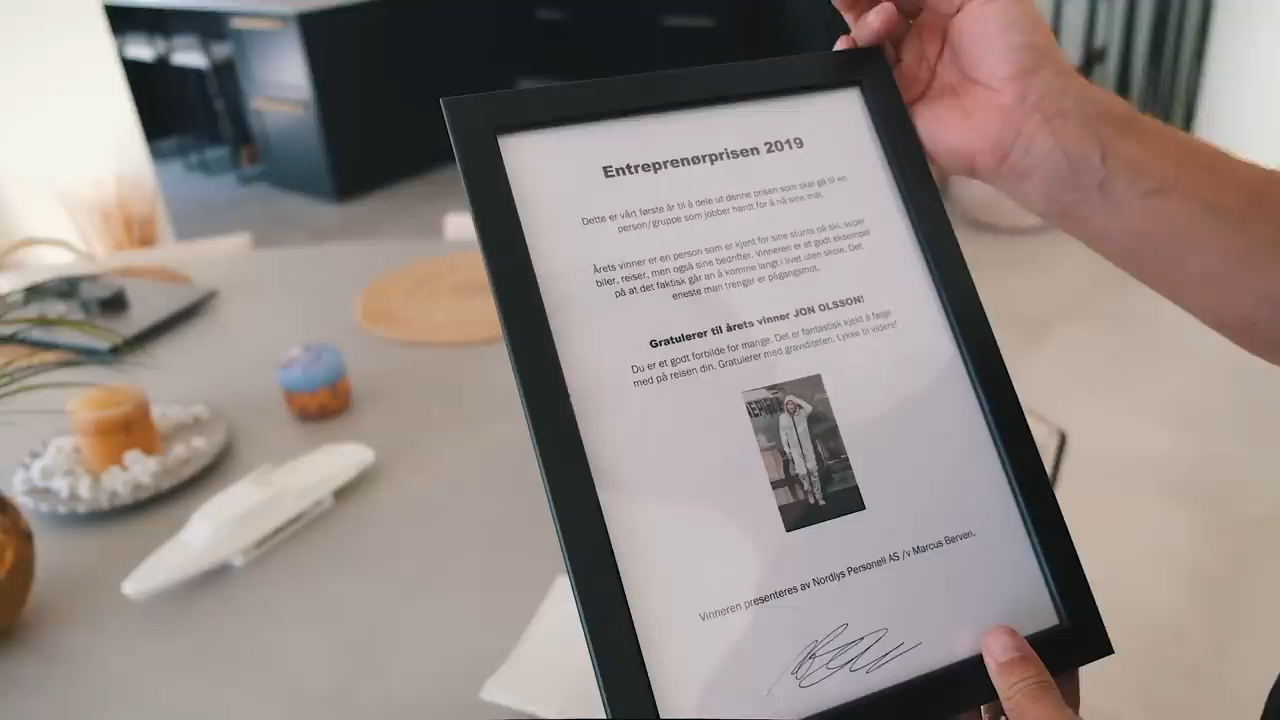 Entreprenørprisen 2019
Dette er vårt første år til å dele ut denne prisen som skal gå til en
person/gruppe som jobber hardt for å nå sine mål.
Årets vinner er en person som er kjent for sine stunts på ski, super
biler, reiser, men også sine bedrifter. Vinneren er et godt eksempel
på at det faktisk går an å komme langt i livet uten skole. Det
eneste man trenger er pågangsmot.
Gratulerer til årets vinner JON OLSSON!
Du er et godt forbilde for mange. Det er fantastisk kjekt å følge
med på reisen din. Gratulerer med graviditeten. Lykke til videre!
Vinneren presenteres av Nordlys Personell AS /v Marcus Berven.